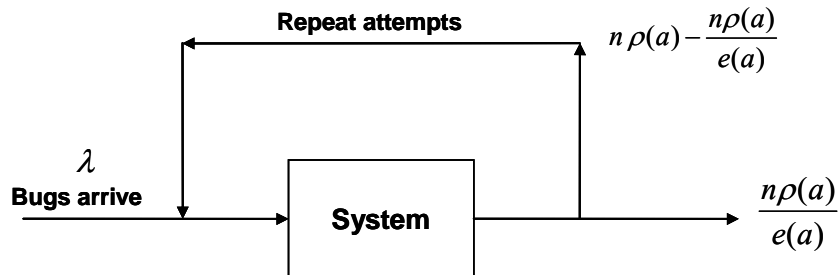 Repeat attempts
nρ(a) − nρ(a)/e(a)
λ
Bugs arrive
System
nρ(a)/e(a)